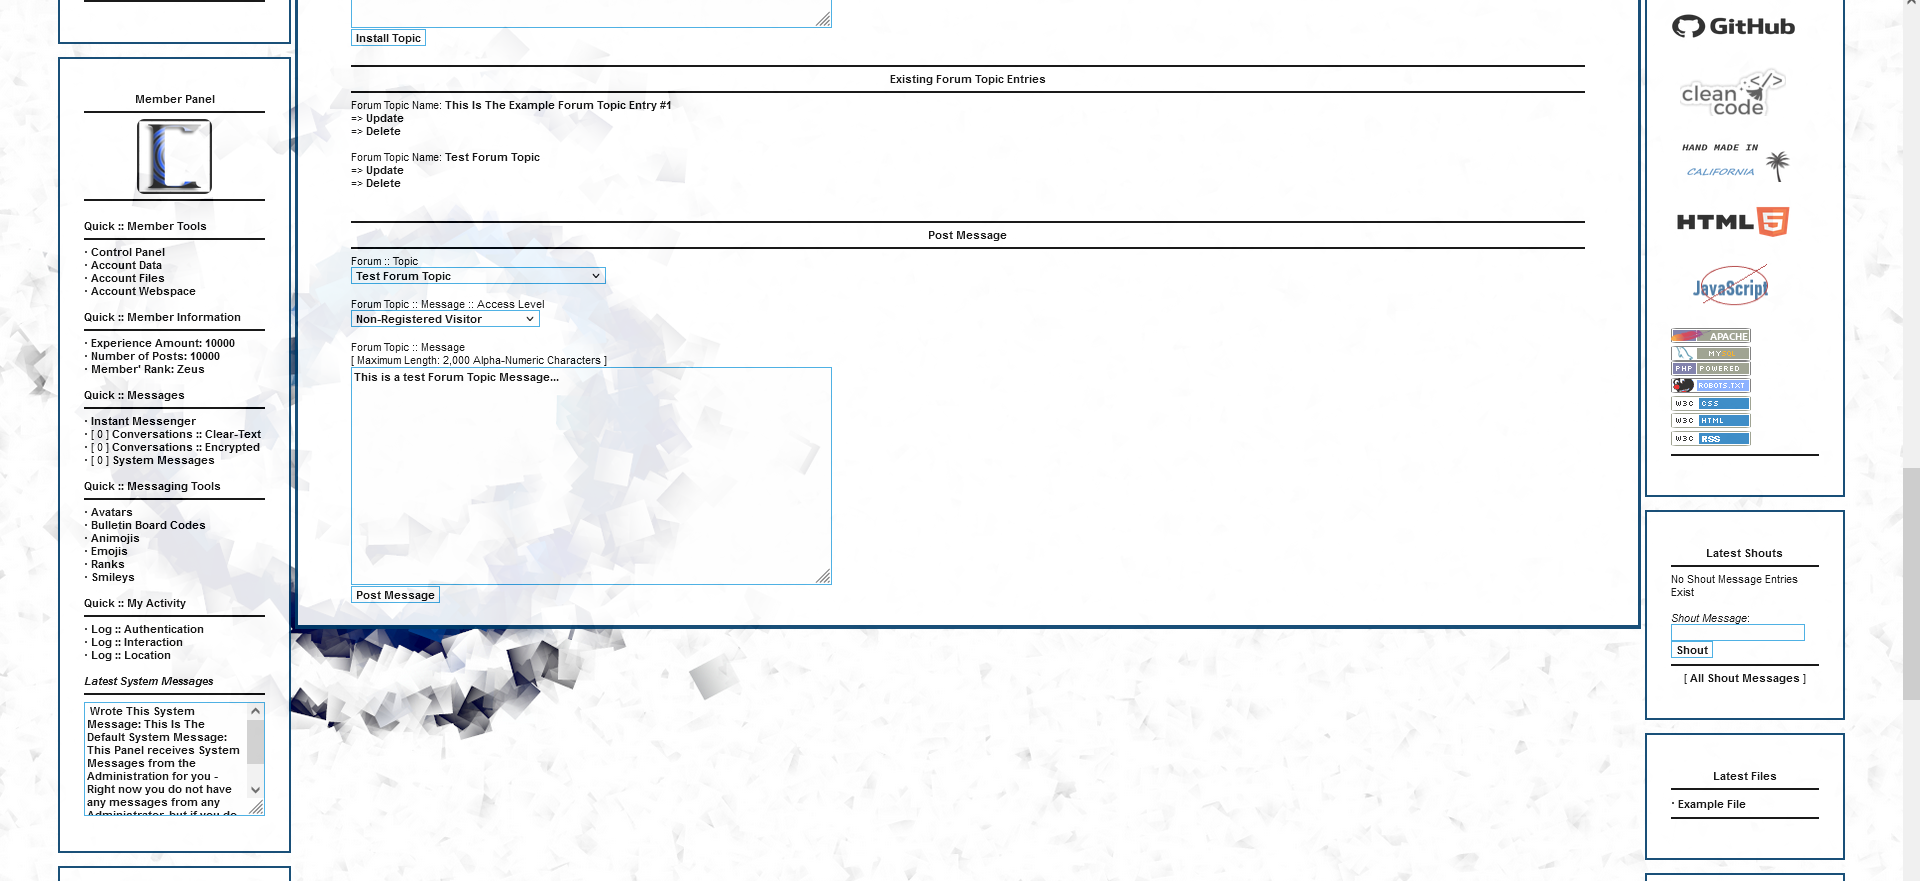 Member Panel
Quick :: Member Tools
· Control Panel
· Account Data
· Account Files
· Account Webspace
Quick :: Member Information
· Experience Amount: 10000
· Number of Posts: 10000
· Member' Rank: Zeus
Quick :: Messages
· Instant Messenger
· [ 0 ] Conversations :: Clear-Text
· [ 0 ] Conversations :: Encrypted
· [ 0 ] System Messages
Quick :: Messaging Tools
· Avatars
· Bulletin Board Codes
· Animojis
· Emojis
· Ranks
· Smileys
Quick :: My Activity
· Log :: Authentication
· Log :: Interaction
· Log :: Location
Latest System Messages
Wrote This System
Message: This Is The
Default System Message:
This Panel receives System
Messages from the
Administration for you -
Right now you do not have
any messages from any
Administrator, but if you do
Install Topic
Existing Forum Topic Entries
Forum Topic Name: This Is The Example Forum Topic Entry #1
=> Update
=> Delete
Forum Topic Name: Test Forum Topic
=> Update
=> Delete
Post Message
Forum :: Topic
Test Forum Topic
Forum Topic :: Message :: Access Level
Non-Registered Visitor
Forum Topic :: Message
[ Maximum Length: 2,000 Alpha-Numeric Characters ]
This is a test Forum Topic Message...
Post Message
GitHub
clean </>
code
HAND MADE IN
CALIFORNIA
HTML 5
JavaScript
APACHE
MYSQL
PHP POWERED
ROBOTS.TXT
W3C CSS
W3C HTML
W3C RSS
Latest Shouts
No Shout Message Entries
Exist
Shout Message:
Shout
[ All Shout Messages ]
Latest Files
· Example File